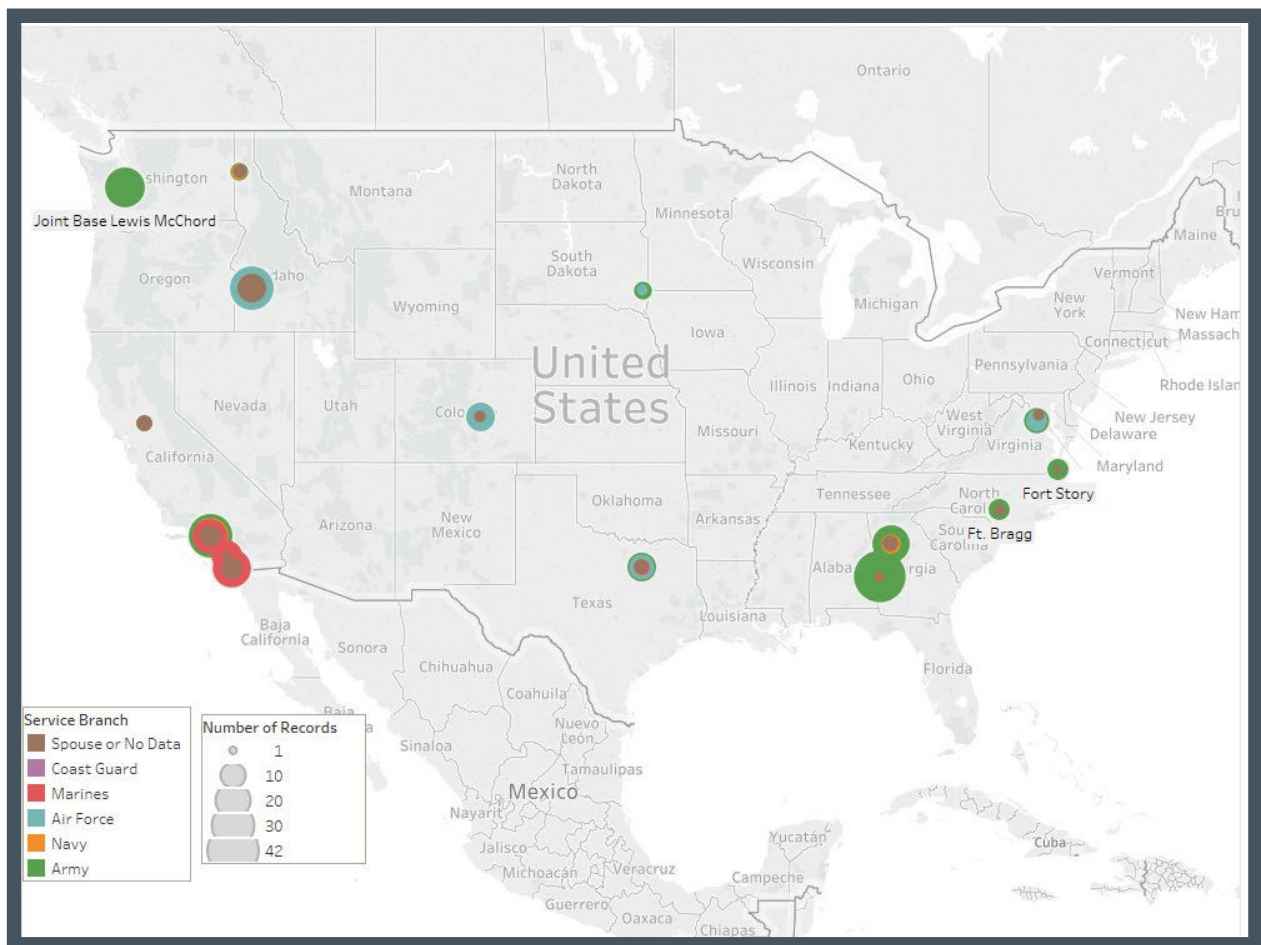 Ontario
shington
North
Dakota
Montana
Minnesota
Joint Base Lewis McChord
Bru
Maine
South
Dakota
Wisconsin
Oregon
daho
Vermont
Michigan
Wyoming
New
York
New Ham
Iowa
Massach
Connecticut
United
States
Pennsylvania
Nevada
Utah
Colo
Illinois
Indiana
Ohio
Rhode Islan
New Jersey
West
Virginia
Virginia
Delaware
Missouri
Kentucky
California
Maryland
Tennessee
North
Carol
Fort Story
Oklahoma
Arizona
New
Mexico
Arkansas
Sou
Carolina
Ft. Bragg
Alaba
rgia
Texas
Louisiana
Baja
California
Sonora
Chihuahua
Florida
Coahuila
Baja
Nuevo
León
Sinaloa
Tamaulipas
México
Nayarit
Yucatán
Cuba
Jalisco
Michoacán
Veracruz
Campeche
Guerrero
Oaxaca
Chiapas
Service Branch
Spouse or No Data
Coast Guard
Marines
Air Force
Navy
Army
Number of Records
1
10
20
30
42